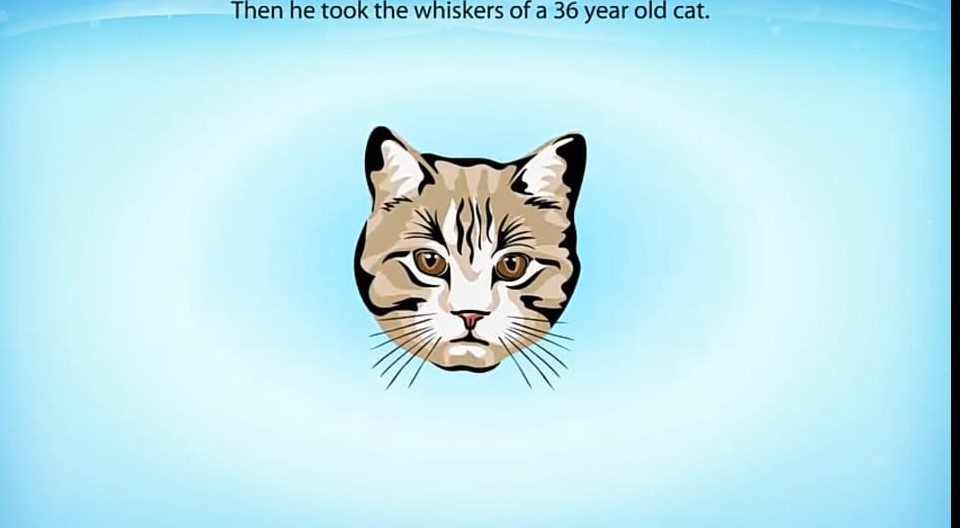 Then he took the whiskers of a 36 year old cat.